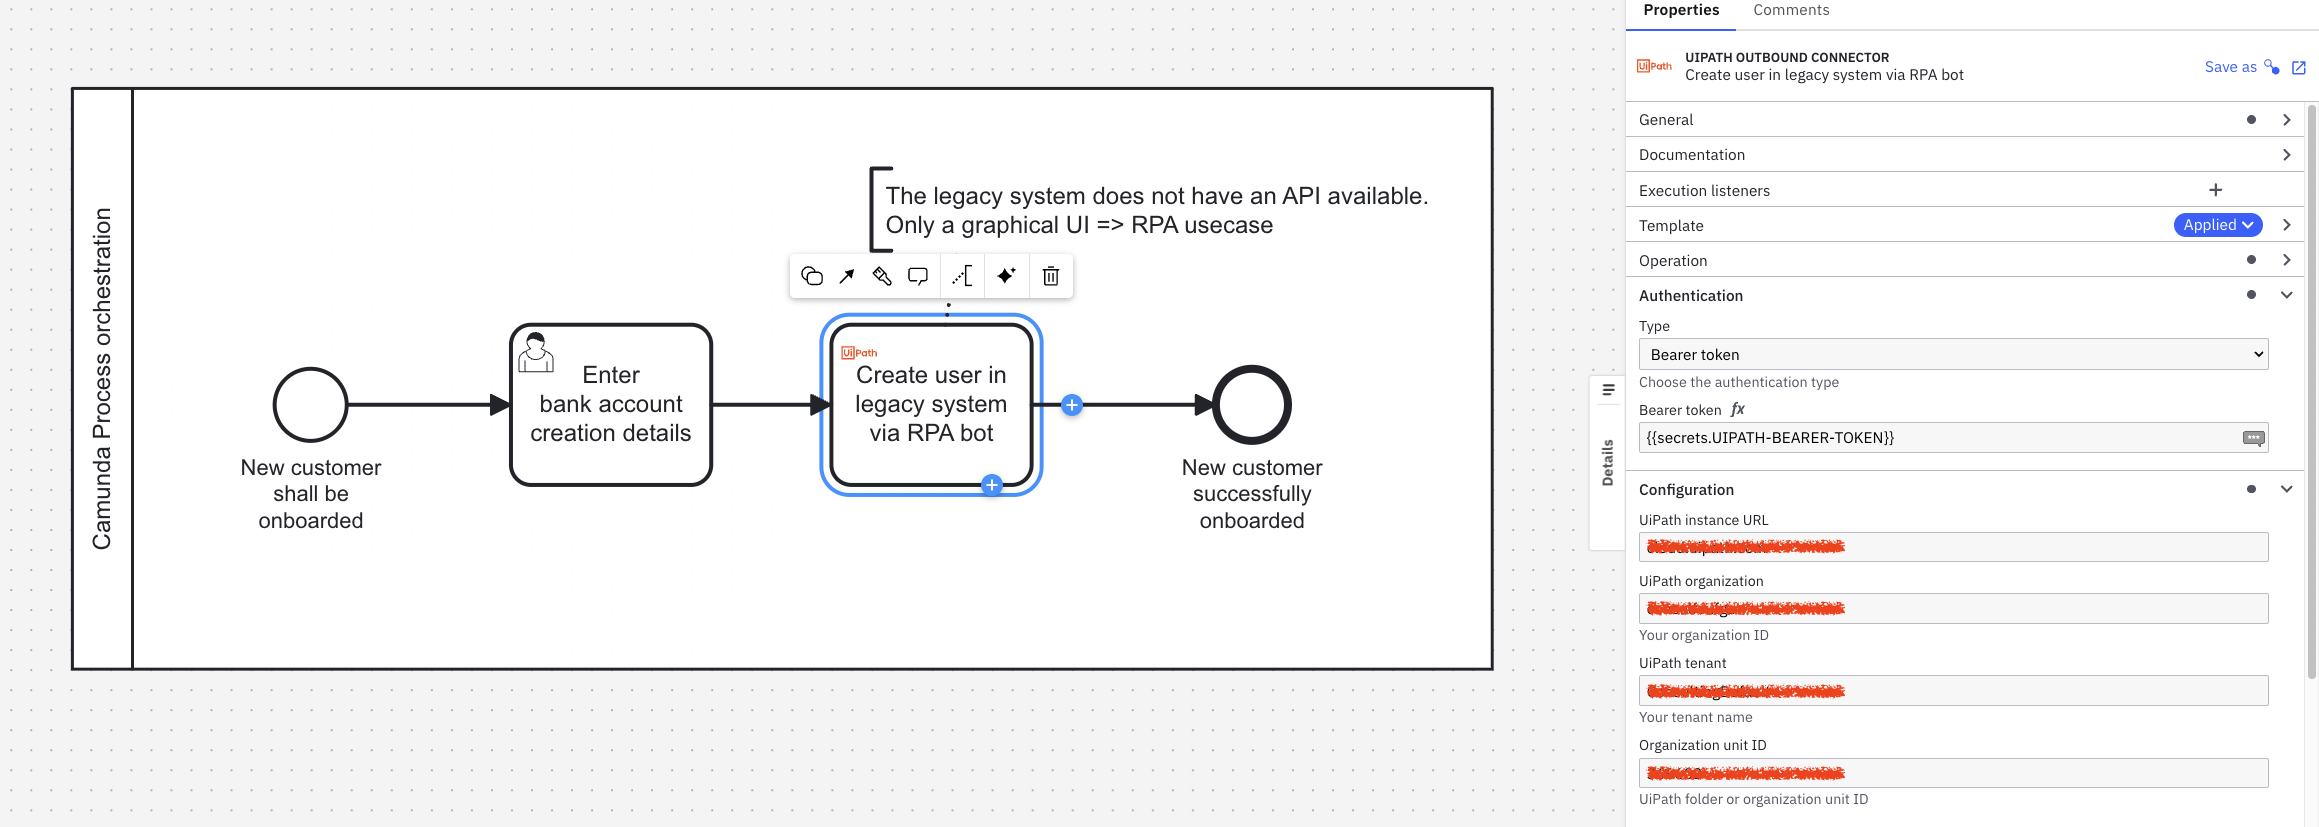 Camunda Process orchestration
The legacy system does not have an API available.
Only a graphical UI => RPA usecase
Enter
bank account
creation details
UiPath
Create user in
legacy system
via RPA bot
New customer
shall be
onboarded
New customer
successfully
onboarded
Details
Properties
Comments
UiPath
UIPATH OUTBOUND CONNECTOR
Create user in legacy system via RPA bot
Save as
General
Documentation
Execution listeners
Template
Applied
Operation
Authentication
Type
Bearer token
Choose the authentication type
Bearer token fx
{{secrets.UIPATH-BEARER-TOKEN}}
Configuration
UiPath instance URL
UiPath organization
Your organization ID
UiPath tenant
Your tenant name
Organization unit ID
UiPath folder or organization unit ID